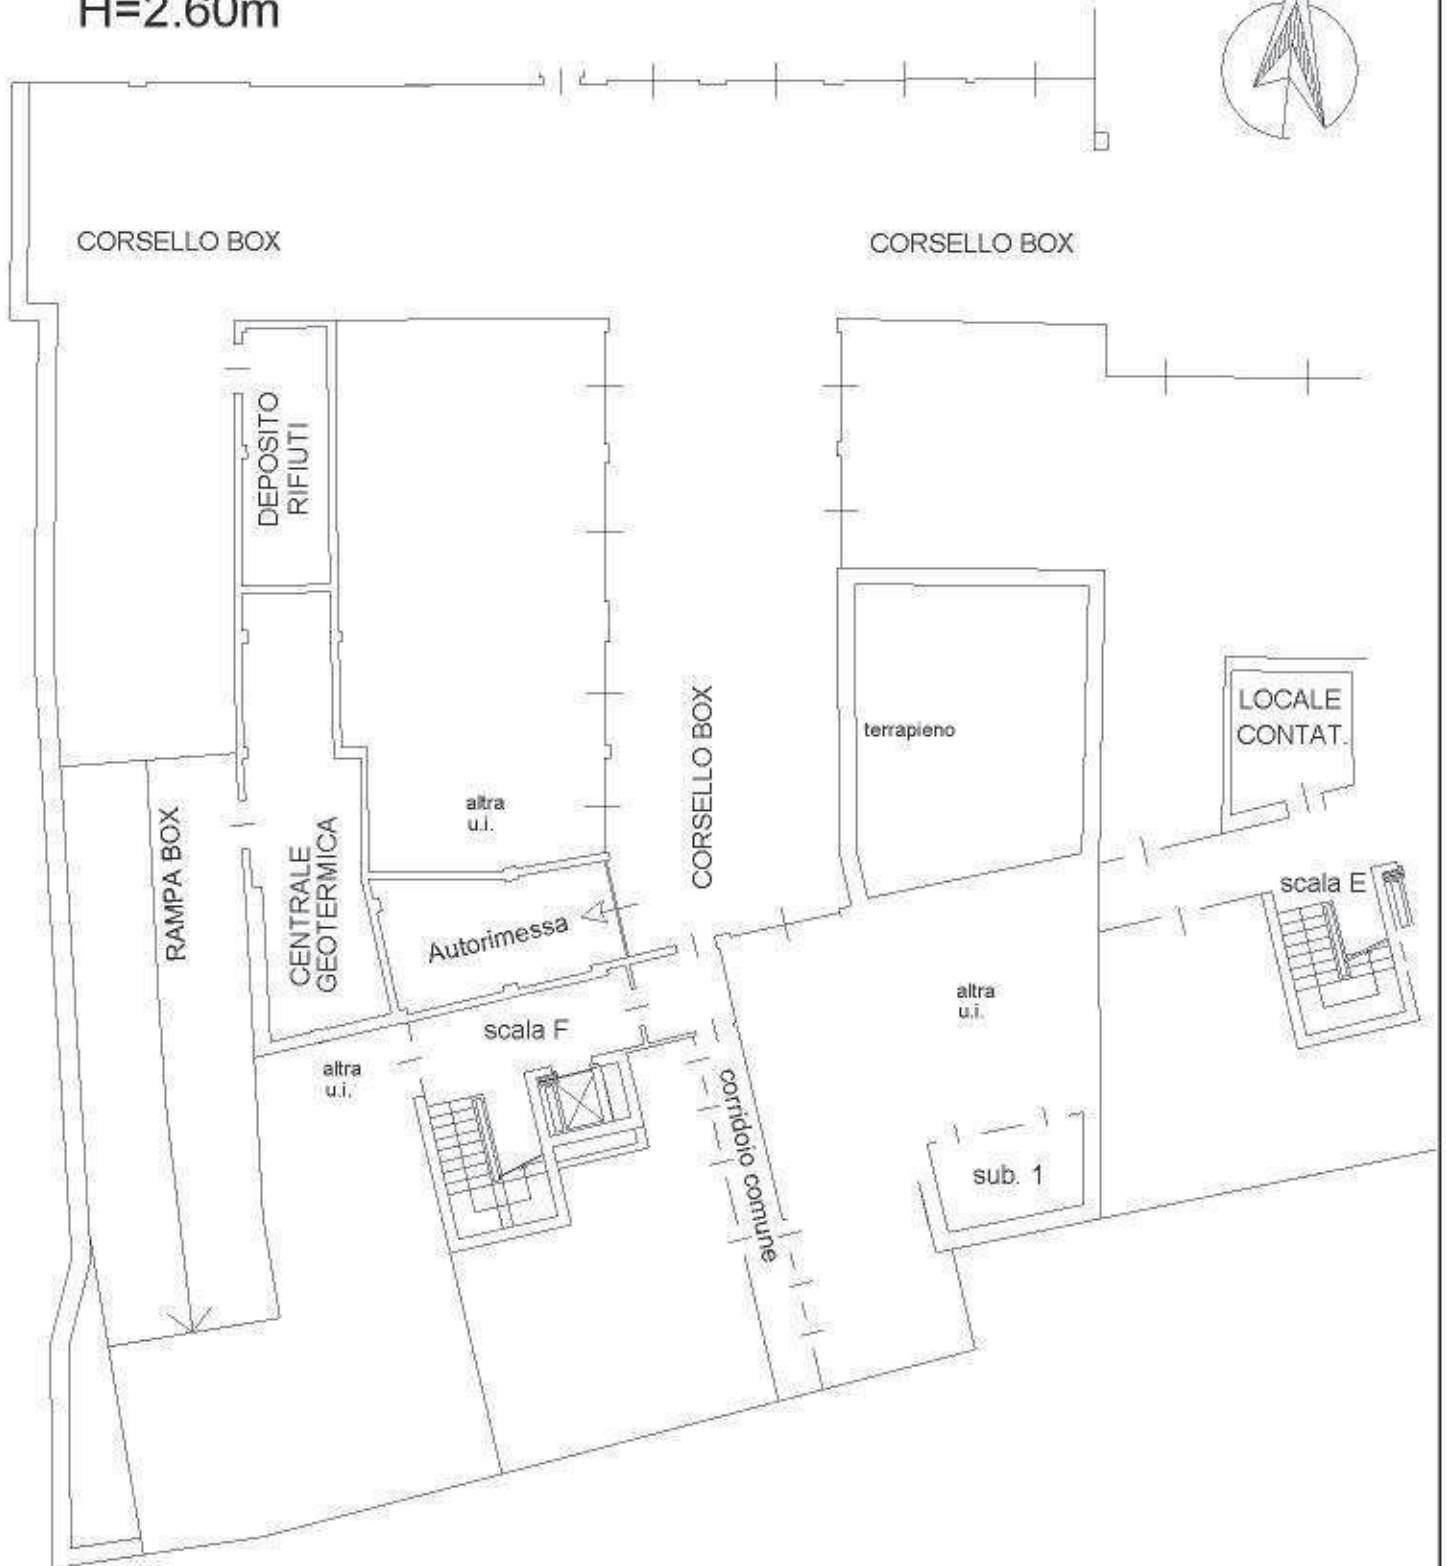 H=2.60m
CORSELLO BOX
CORSELLO BOX
DEPOSITO
RIFIUTI
CORSELLO BOX
terrapieno
LOCALE
CONTAT.
altra
u.i.
RAMPA BOX
CENTRALE
GEOTERMICA
Autorimessa
scala E
altra
u.i.
scala F
altra
u.i.
corridoio comune
sub. 1